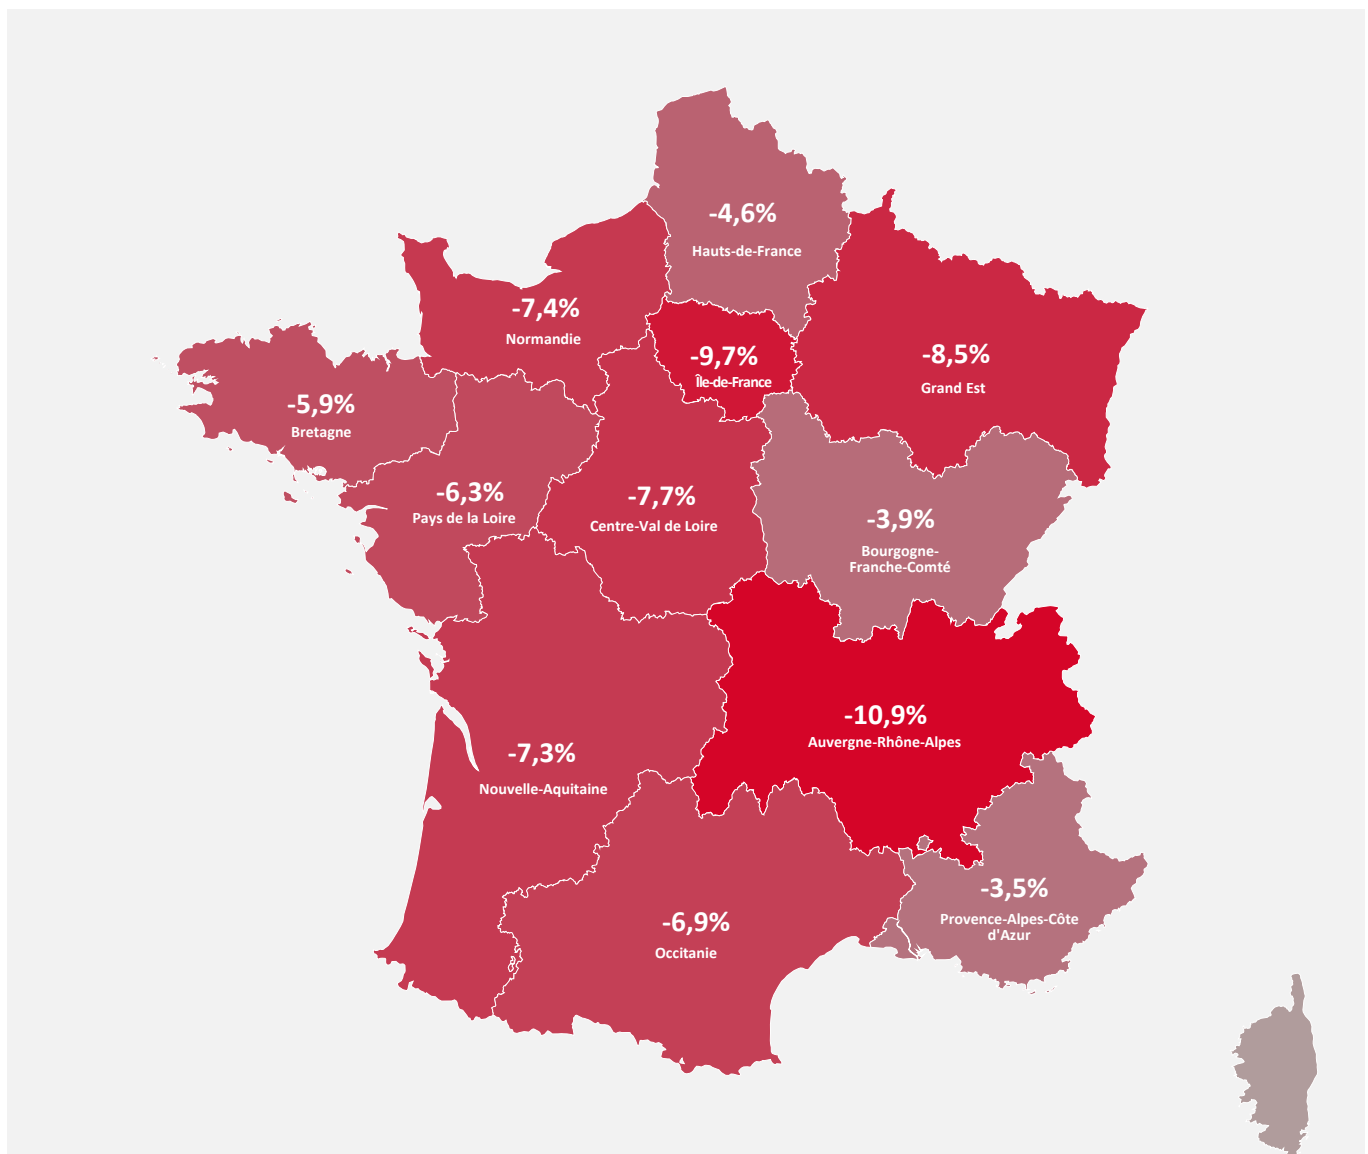 -4,6%
Hauts-de-France
-7,4%
Normandie
-9,7%
Île-de-France
-8,5%
Grand Est
-5,9%
Bretagne
-6,3%
Pays de la Loire
-7,7%
Centre-Val de Loire
-3,9%
Bourgogne-
Franche-Comté
-10,9%
Auvergne-Rhône-Alpes
-7,3%
Nouvelle-Aquitaine
-3,5%
Provence-Alpes-Côte
d'Azur
-6,9%
Occitanie